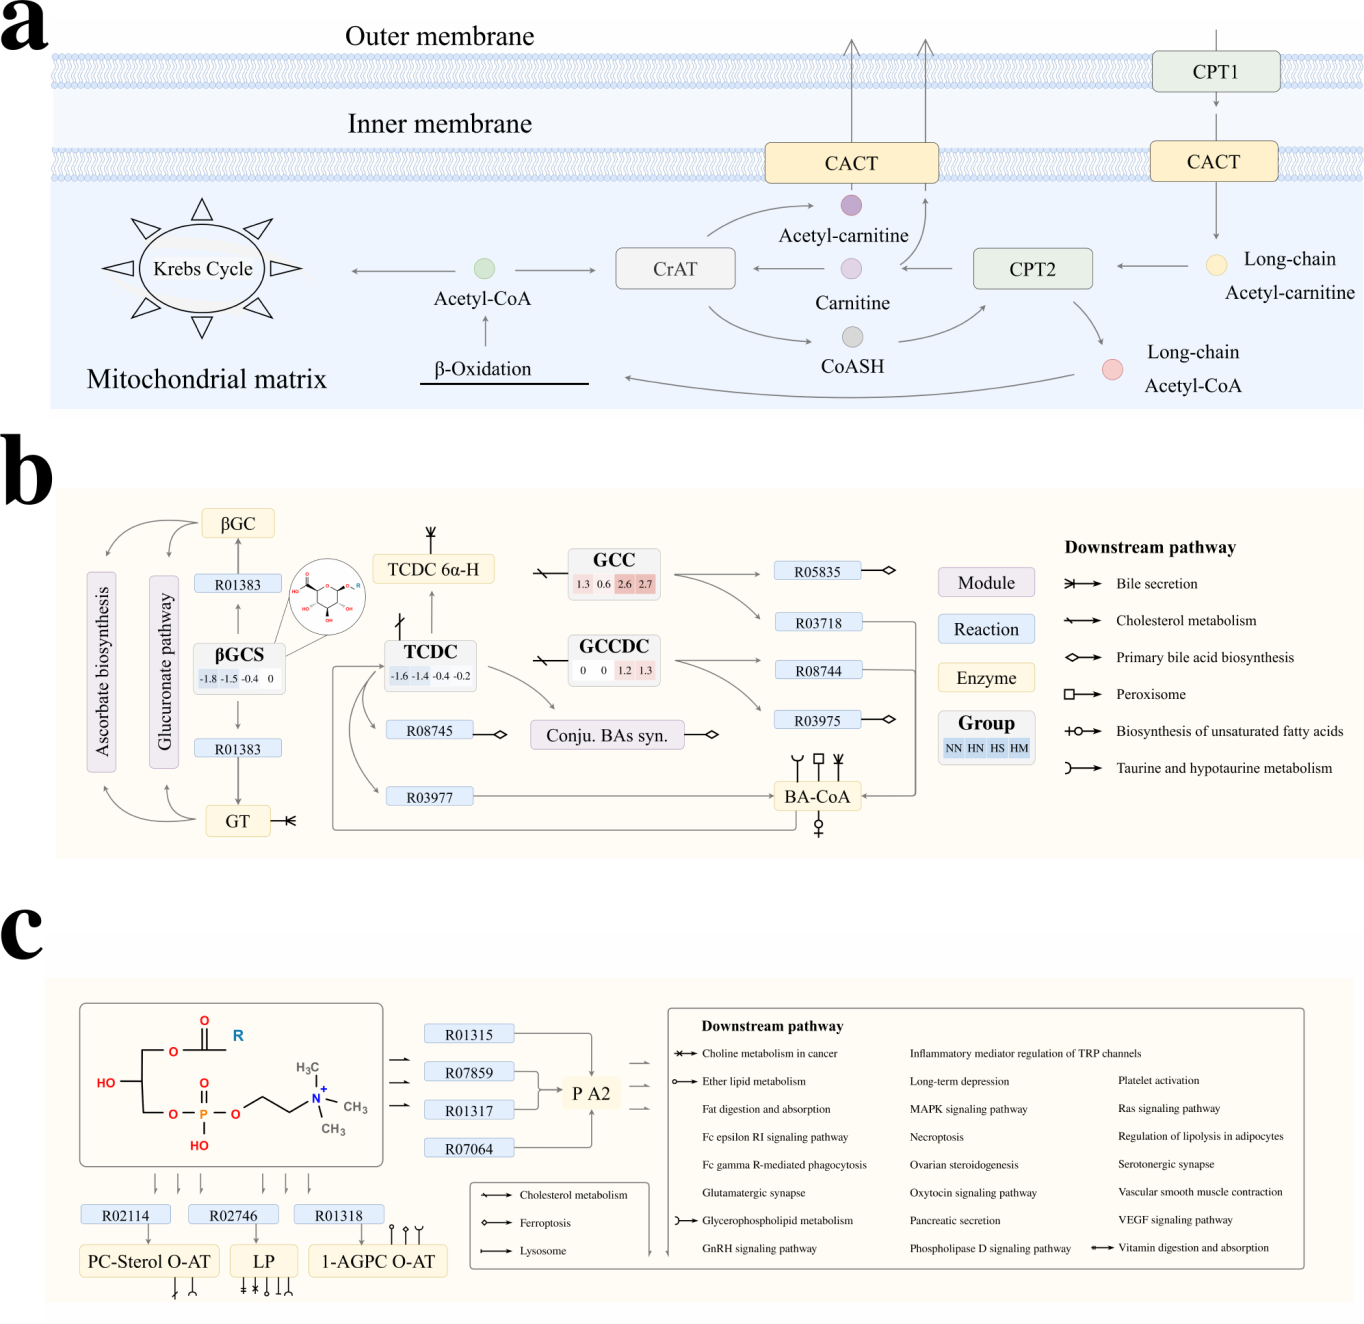 a
Outer membrane
CPT1
Inner membrane
CACT
CACT
Acetyl-carnitine
Krebs Cycle
Acetyl-CoA
CrAT
Carnitine
CPT2
Long-chain
Acetyl-carnitine
β-Oxidation
CoASH
Long-chain
Acetyl-CoA
Mitochondrial matrix
b
βGC
R01383
Ascorbate biosynthesis
Glucuronate pathway
βGCS
-1.8 -1.5 -0.4 0
R01383
GT
O
HO
O
O
O
R
HO
OH
OH
TCDC 6α-H
TCDC
-1.6 -1.4 -0.4 -0.2
R08745
R03977
Conju. BAs syn.
GCC
1.3 0.6 2.6 2.7
GCCDC
0 0 1.2 1.3
R05835
R03718
R08744
R03975
BA-CoA
Module
Reaction
Enzyme
Group
NN HN HS HM
Downstream pathway
Bile secretion
Cholesterol metabolism
Primary bile acid biosynthesis
Peroxisome
Biosynthesis of unsaturated fatty acids
Taurine and hypotaurine metabolism
c
O
R
O
HO
O
O
P
O
HO
H3C
N+
CH3
CH3
R01315
R07859
R01317
R07064
P A2
R02114
R02746
R01318
PC-Sterol O-AT
LP
1-AGPC O-AT
Cholesterol metabolism
Ferroptosis
Lysosome
Downstream pathway
Choline metabolism in cancer
Inflammatory mediator regulation of TRP channels
Ether lipid metabolism
Long-term depression
Platelet activation
Fat digestion and absorption
MAPK signaling pathway
Ras signaling pathway
Fc epsilon RI signaling pathway
Necroptosis
Regulation of lipolysis in adipocytes
Fc gamma R-mediated phagocytosis
Ovarian steroidogenesis
Serotonergic synapse
Glutamatergic synapse
Oxytocin signaling pathway
Vascular smooth muscle contraction
Glycerophospholipid metabolism
Pancreatic secretion
VEGF signaling pathway
GnRH signaling pathway
Phospholipase D signaling pathway
Vitamin digestion and absorption